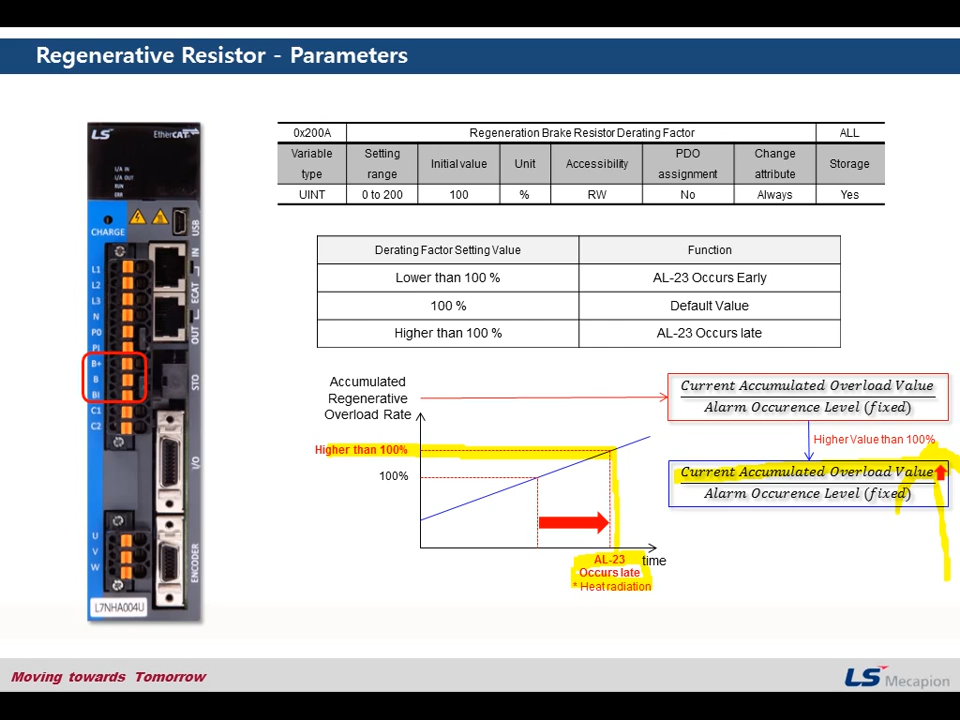 Regenerative Resistor - Parameters
LS
EtherCAT
L/A IN
L/A OUT
RUN
ERR
CHARGE
USB
L1
L2
L3
N
P0
PI
B+
B
BI
C1
C2
IN
ECAT
OUT
STO
I/O
U
V
W
ENCODER
L7NHA004U
0x200A Regeneration Brake Resistor Derating Factor ALL
Variable type Setting range Initial value Unit Accessibility PDO assignment Change attribute Storage
UINT 0 to 200 100 % RW No Always Yes
Derating Factor Setting Value Function
Lower than 100 % AL-23 Occurs Early
100 % Default Value
Higher than 100 % AL-23 Occurs late
Accumulated
Regenerative
Overload Rate
Higher than 100%
100%
AL-23
Occurs late
* Heat radiation
time
Current Accumulated Overload Value
Alarm Occurence Level (fixed)
Higher Value than 100%
Current Accumulated Overload Value
Alarm Occurence Level (fixed)
Moving towards Tomorrow
LS Mecapion